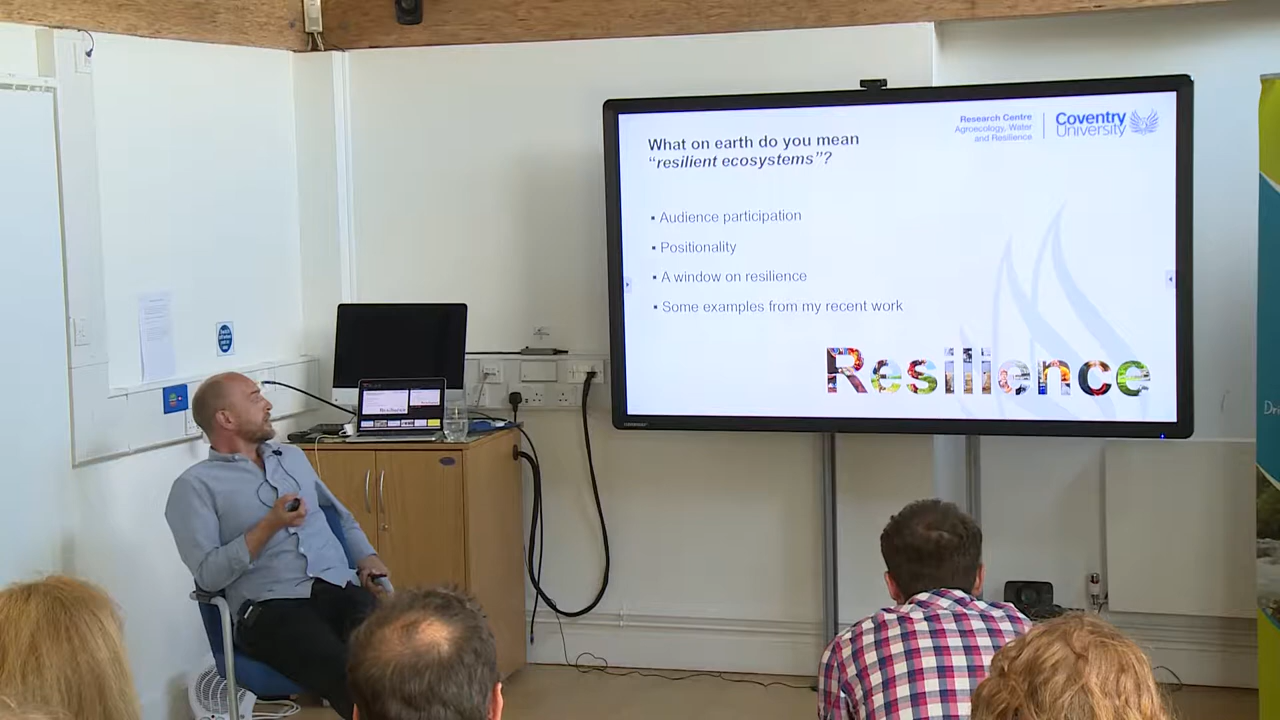 What on earth do you mean
“resilient ecosystems”?
Research Centre
Agroecology, Water
and Resilience
Coventry
University
▪ Audience participation
▪ Positionality
▪ A window on resilience
▪ Some examples from my recent work
Resilience